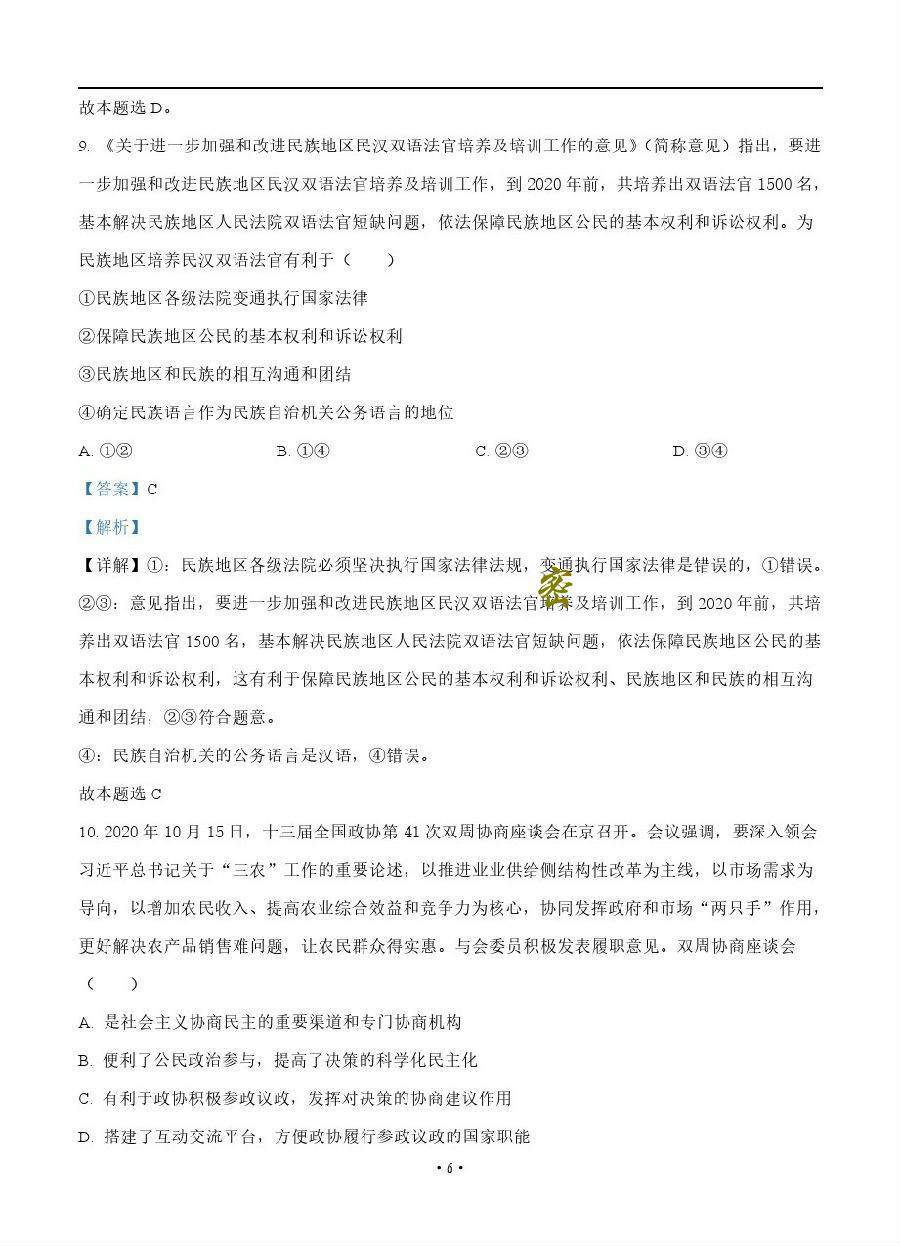 故本题选 D。
9. 《关于进一步加强和改进民族地区民汉双语法官培养及培训工作的意见》（简称意见）指出，要进
一步加强和改进民族地区民汉双语法官培养及培训工作，到 2020 年前，共培养出双语法官 1500 名，
基本解决民族地区人民法院双语法官短缺问题，依法保障民族地区公民的基本权利和诉讼权利。为
民族地区培养民汉双语法官有利于（　　）
①民族地区各级法院变通执行国家法律
②保障民族地区公民的基本权利和诉讼权利
③民族地区和民族的相互沟通和团结
④确定民族语言作为民族自治机关公务语言的地位
A. ①② B. ①④ C. ②③ D. ③④
【答案】C
【解析】
【详解】①：民族地区各级法院必须坚决执行国家法律法规，变通执行国家法律是错误的，①错误。
②③：意见指出，要进一步加强和改进民族地区民汉双语法官培养及培训工作，到 2020 年前，共培
养出双语法官 1500 名，基本解决民族地区人民法院双语法官短缺问题，依法保障民族地区公民的基
本权利和诉讼权利，这有利于保障民族地区公民的基本权利和诉讼权利、民族地区和民族的相互沟
通和团结，②③符合题意。
④：民族自治机关的公务语言是汉语，④错误。
故本题选 C
10. 2020 年 10 月 15 日，十三届全国政协第 41 次双周协商座谈会在京召开。会议强调，要深入领会
习近平总书记关于“三农”工作的重要论述，以推进业业供给侧结构性改革为主线，以市场需求为
导向，以增加农民收入、提高农业综合效益和竞争力为核心，协同发挥政府和市场“两只手”作用，
更好解决农产品销售难问题，让农民群众得实惠。与会委员积极发表履职意见。双周协商座谈会
（　　）
A. 是社会主义协商民主的重要渠道和专门协商机构
B. 便利了公民政治参与，提高了决策的科学化民主化
C. 有利于政协积极参政议政，发挥对决策的协商建议作用
D. 搭建了互动交流平台，方便政协履行参政议政的国家职能
• 6 •